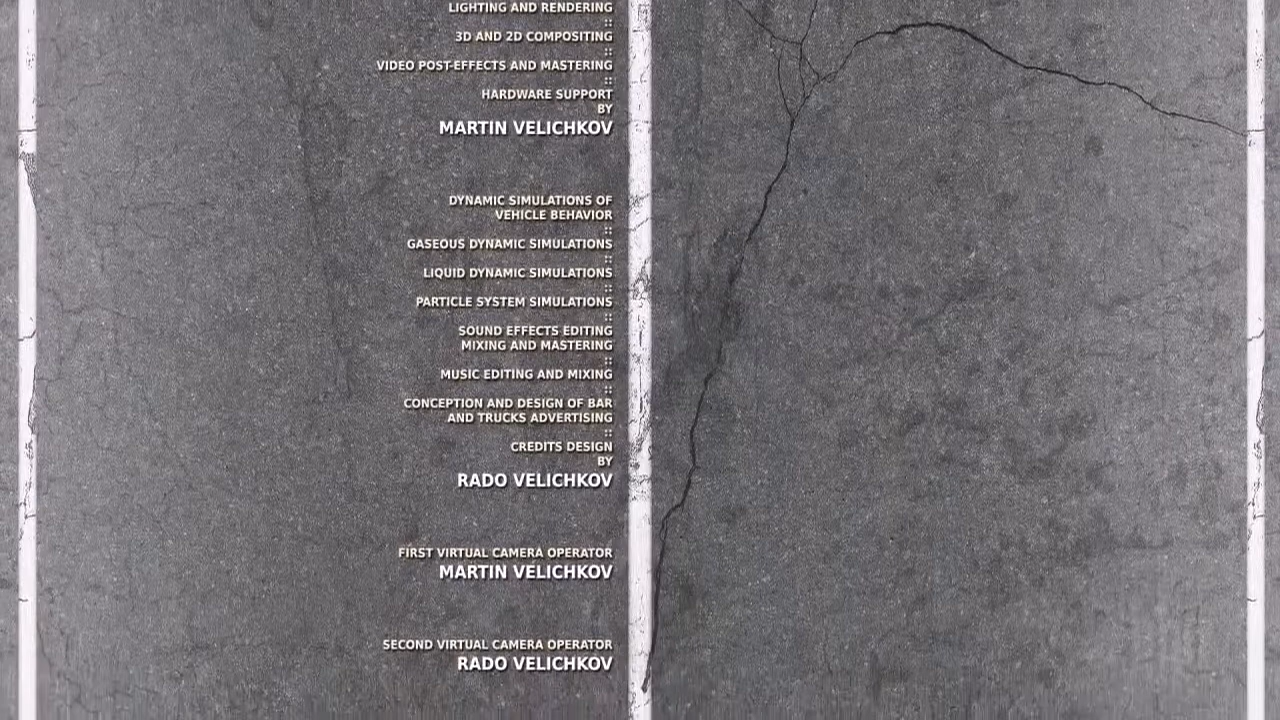 LIGHTING AND RENDERING
::
3D AND 2D COMPOSITING
::
VIDEO POST-EFFECTS AND MASTERING
::
HARDWARE SUPPORT
BY
MARTIN VELICHKOV
DYNAMIC SIMULATIONS OF
VEHICLE BEHAVIOR
::
GASEOUS DYNAMIC SIMULATIONS
::
LIQUID DYNAMIC SIMULATIONS
::
PARTICLE SYSTEM SIMULATIONS
::
SOUND EFFECTS EDITING
MIXING AND MASTERING
::
MUSIC EDITING AND MIXING
::
CONCEPTION AND DESIGN OF BAR
AND TRUCKS ADVERTISING
::
CREDITS DESIGN
BY
RADO VELICHKOV
FIRST VIRTUAL CAMERA OPERATOR
MARTIN VELICHKOV
SECOND VIRTUAL CAMERA OPERATOR
RADO VELICHKOV